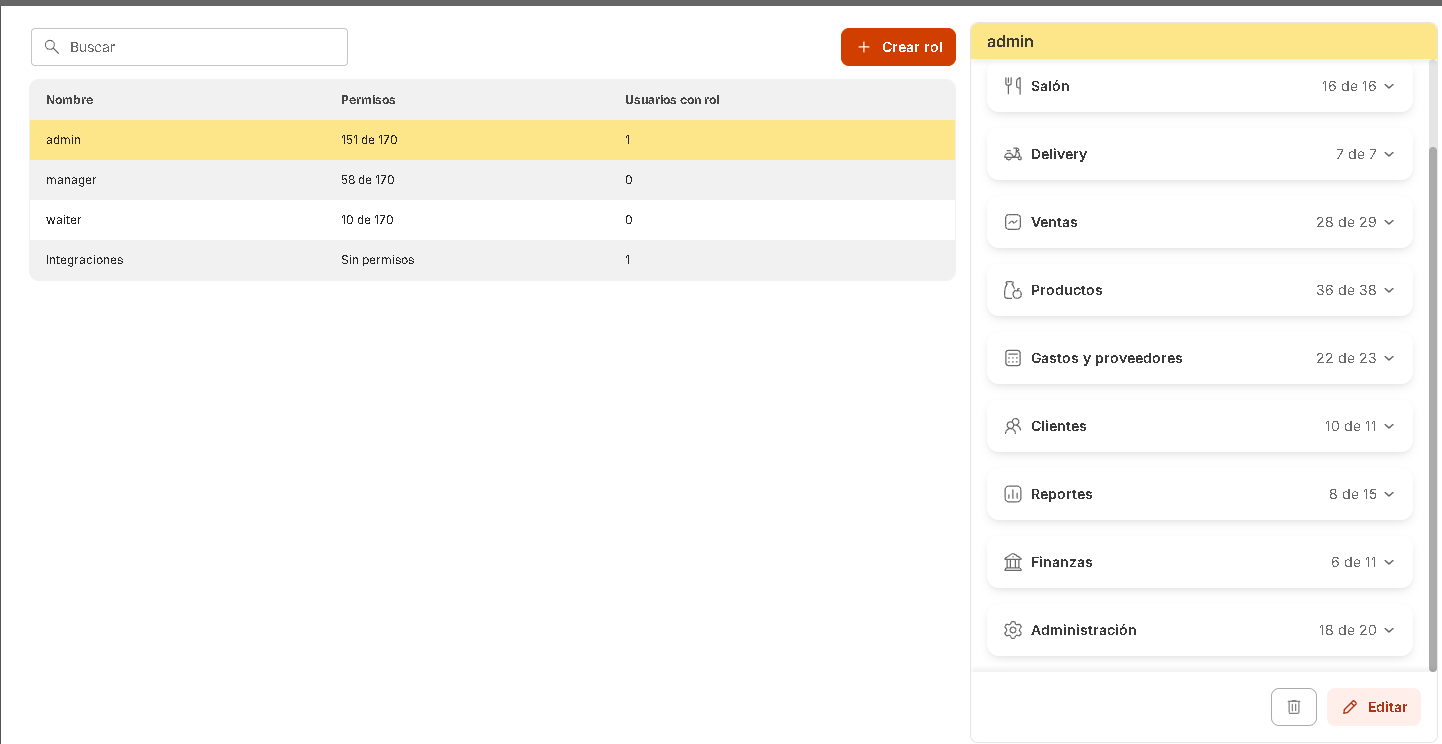 Buscar
Crear rol
Nombre Permisos Usuarios con rol
admin 151 de 170 1
manager 58 de 170 0
waiter 10 de 170 0
Integraciones Sin permisos 1
admin
Salón 16 de 16
Delivery 7 de 7
Ventas 28 de 29
Productos 36 de 38
Gastos y proveedores 22 de 23
Clientes 10 de 11
Reportes 8 de 15
Finanzas 6 de 11
Administración 18 de 20
Editar